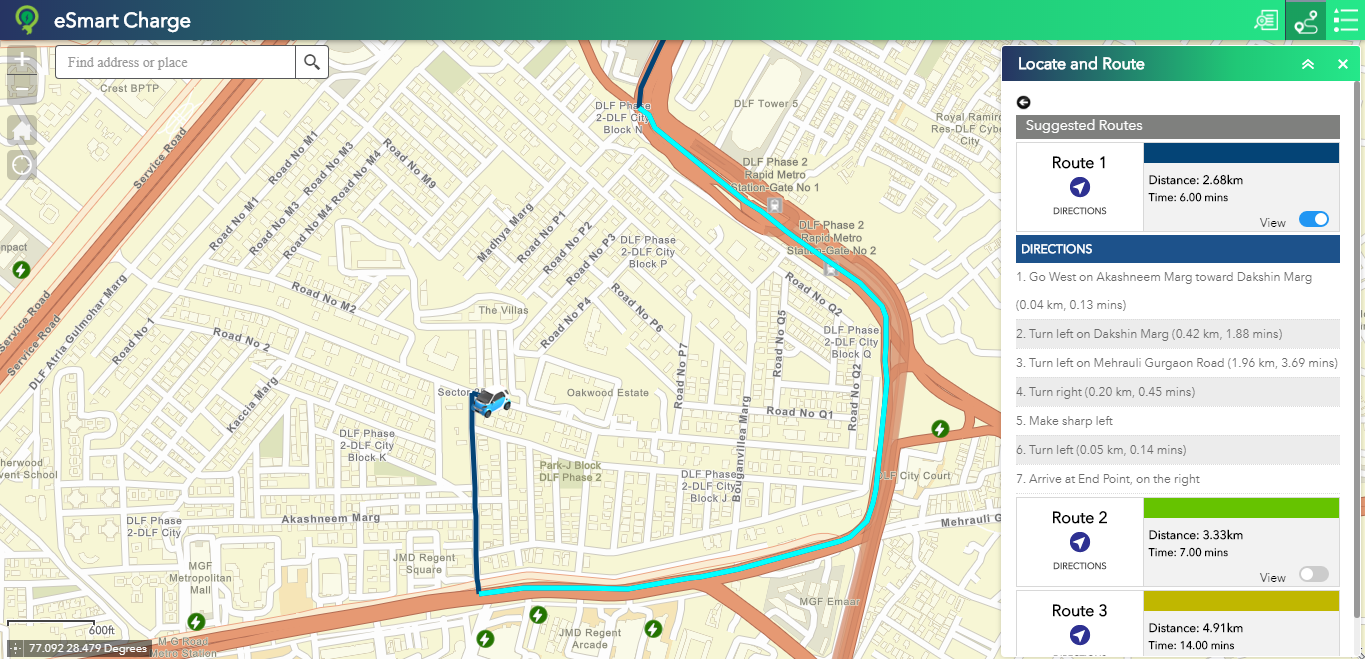 eSmart Charge
Find address or place
Locate and Route
Suggested Routes
Route 1
DIRECTIONS
Distance: 2.68km
Time: 6.00 mins
View
DIRECTIONS
1. Go West on Akashneem Marg toward Dakshin Marg
(0.04 km, 0.13 mins)
2. Turn left on Dakshin Marg (0.42 km, 1.88 mins)
3. Turn left on Mehrauli Gurgaon Road (1.96 km, 3.69 mins)
4. Turn right (0.20 km, 0.45 mins)
5. Make sharp left
6. Turn left (0.05 km, 0.14 mins)
7. Arrive at End Point, on the right
Route 2
DIRECTIONS
Distance: 3.33km
Time: 7.00 mins
View
Route 3
DIRECTIONS
Distance: 4.91km
Time: 14.00 mins
Crest BPTP
Service Road
DLF Phase
2-DLF City
Block N
DLF Tower 5
Royal Ramiro
Res-DLF Cybe
City
Road No M1
Road No M3
Road No M4
Road No M9
Road No M1
Road No M3
Road No M4
DLF Phase 2
Rapid Metro
Station-Gate No 1
DLF Phase 2
Rapid Metro
Station-Gate No 2
Madhya Marg
Road No P1
Road No P2
Road No P3
DLF Phase
2-DLF City
Block P
npact
Service Road
Service Road
DLF Atria Gulmohar Marg
Road No 1
Road No M2
Road No 2
The Villas
Road No P4
Road No P6
Road No Q2
Road No Q5
DLF Phase
2-DLF City
Block Q
Road No P7
Road No Q2
Kaccia Marg
Oakwood Estate
Road No Q1
Bouganvillea Marg
DLF Phase
2-DLF City
Block K
herwood
vent School
Park-J Block
DLF Phase 2
DLF Phase
2-DLF City
Block J
LF City Court
Akashneem Marg
DLF Phase
2-DLF City
Block L
Mehrauli G
MGF
Metropolitan
Mall
JMD Regent
Square
MGF Emaar
JMD Regent
Arcade
600ft
M G Road
Metro Station
77.092 28.479 Degrees